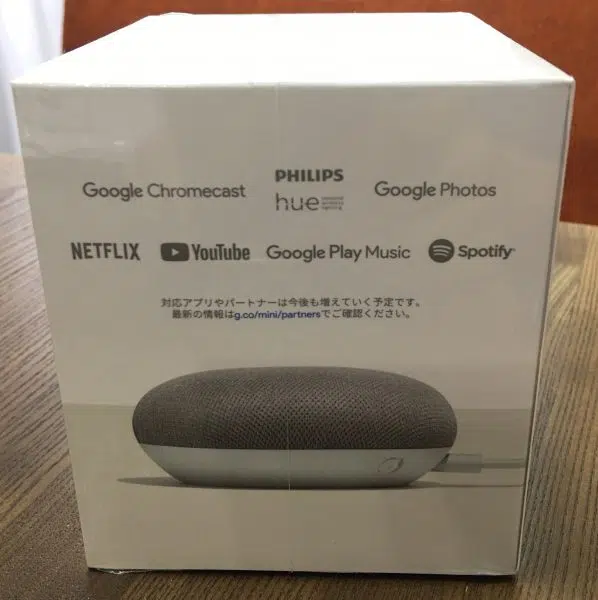 Google Chromecast
PHILIPS
hue
Google Photos
NETFLIX
YouTube
Google Play Music
Spotify
対応アプリやパートナーは今後も増えていく予定です。
最新の情報はg.co/mini/partnersでご確認ください。